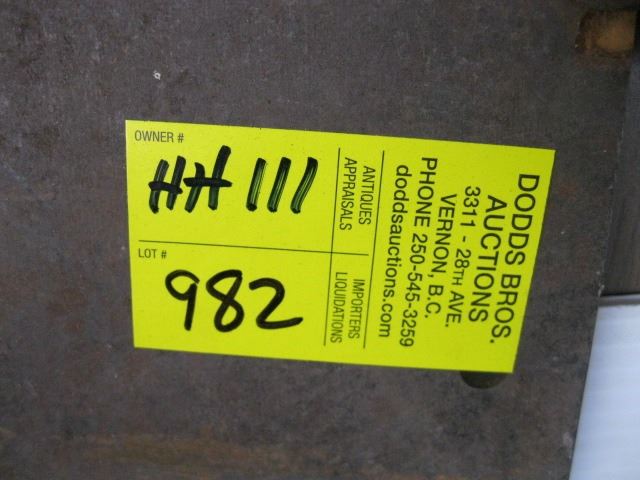 OWNER #
HH 111
LOT #
982
ANTIQUES
APPRAISALS
IMPORTERS
LIQUIDATIONS
DODDS BROS.
AUCTIONS
3311 - 28TH AVE.
VERNON, B.C.
PHONE 250-545-3259
doddsauctions.com